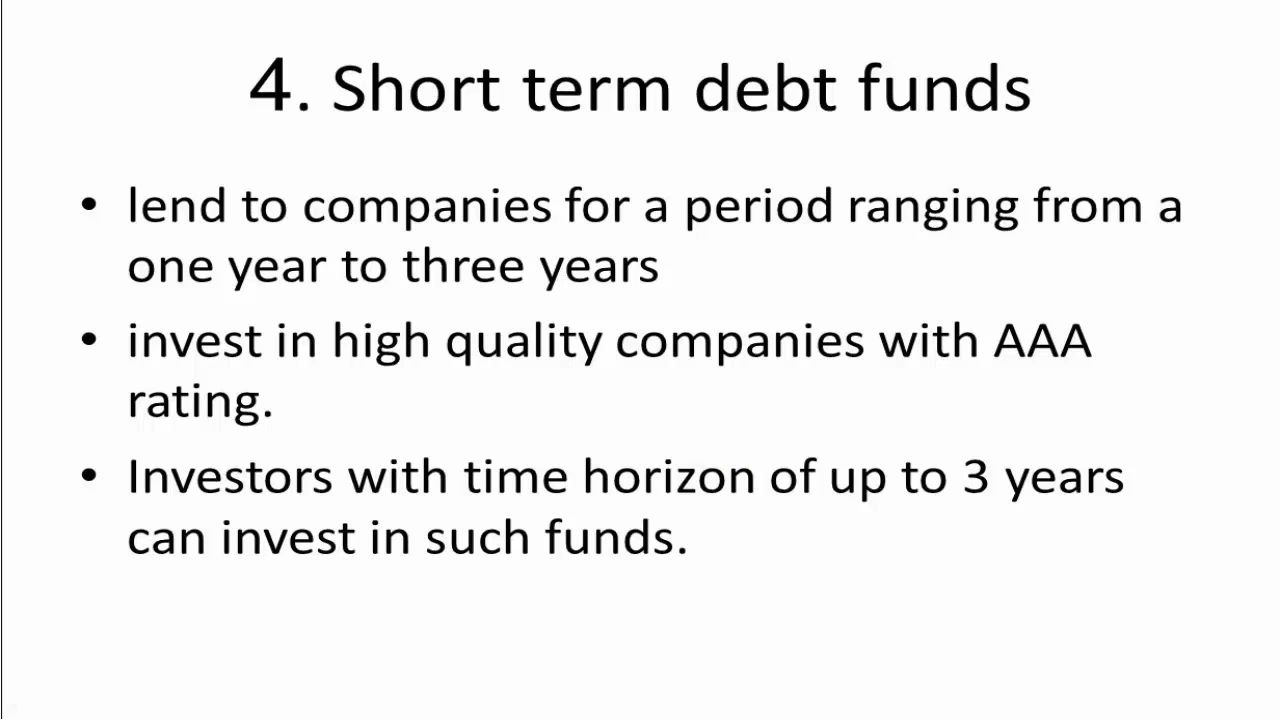 4. Short term debt funds
• lend to companies for a period ranging from a
one year to three years
• invest in high quality companies with AAA
rating.
• Investors with time horizon of up to 3 years
can invest in such funds.